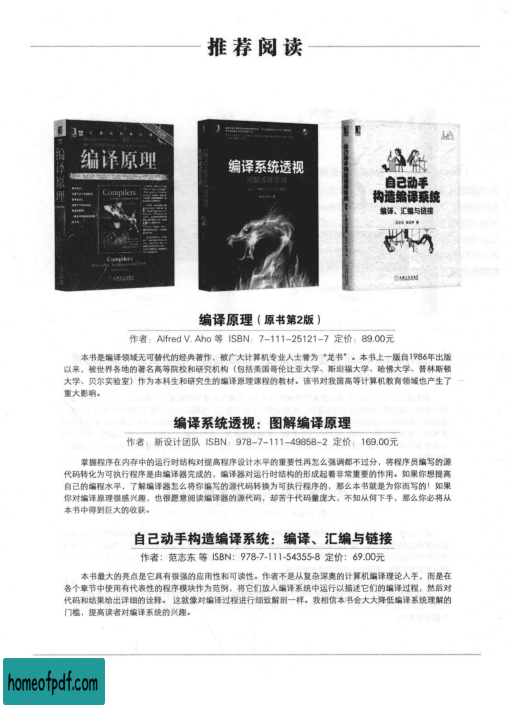 推荐阅读
编译原理
Compilers
编译系统透视
图解编译原理
自己动手
构造编译系统
编译、汇编与链接
编译原理（原书第2版）
作者：Alfred V. Aho 等 ISBN：7-111-25121-7 定价：89.00元
本书是编译领域无可替代的经典著作，被广大计算机专业人士誉为“龙书”。本书上一版自1986年出版
以来，被世界各地的著名高等院校和研究机构（包括美国哥伦比亚大学、斯坦福大学、哈佛大学、普林斯顿
大学、贝尔实验室）作为本科生和研究生的编译原理课程的教材。该书对我国高等计算机教育领域也产生了
重大影响。
编译系统透视：图解编译原理
作者：新设计团队 ISBN：978-7-111-49858-2 定价：169.00元
掌握程序在内存中的运行时结构对提高程序设计水平的重要性再怎么强调都不过分，将程序员编写的源
代码转化为可执行程序是由编译器完成的，编译器对运行时结构的形成起着非常重要的作用。如果你想提高
自己的编程水平，了解编译器怎么将你编写的源代码转换为可执行的程序，那么本书就是为你而写的！如果
你对编译原理很感兴趣，也很愿意阅读编译器的源代码，却苦于代码量庞大，不知从何下手，那么你必将从
本书中得到巨大的收获。
自己动手构造编译系统：编译、汇编与链接
作者：范志东 等 ISBN：978-7-111-54355-8 定价：69.00元
本书最大的亮点是它具有很强的应用性和可读性。作者不是从复杂深奥的计算机编译理论入手，而是在
各个章节中使用有代表性的程序模块作为范例，将它们放入编译系统中运行以描述它们的编译过程，然后对
代码和结果给出详细的诠释。 这就像对编译过程进行细致解剖一样。我相信本书会大大降低编译系统理解的
门槛，提高读者对编译系统的兴趣。
homeofpdf.com